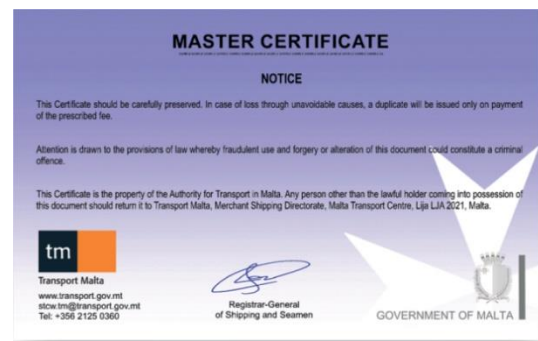 MASTER CERTIFICATE
NOTICE
This Certificate should be carefully preserved. In case of loss through unavoidable causes, a duplicate will be issued only on payment
of the prescribed fee.
Attention is drawn to the provisions of law whereby fraudulent use and forgery or alteration of this document could constitute a criminal
offence.
This Certificate is the property of the Authority for Transport in Malta. Any person other than the lawful holder coming into possession of
this document should return it to Transport Malta, Merchant Shipping Directorate, Malta Transport Centre, Lija LJA 2021, Malta.
tm
Transport Malta
www.transport.gov.mt
stcw.tm@transport.gov.mt
Tel: +356 2125 0360
Registrar-General
of Shipping and Seamen
GOVERNMENT OF MALTA